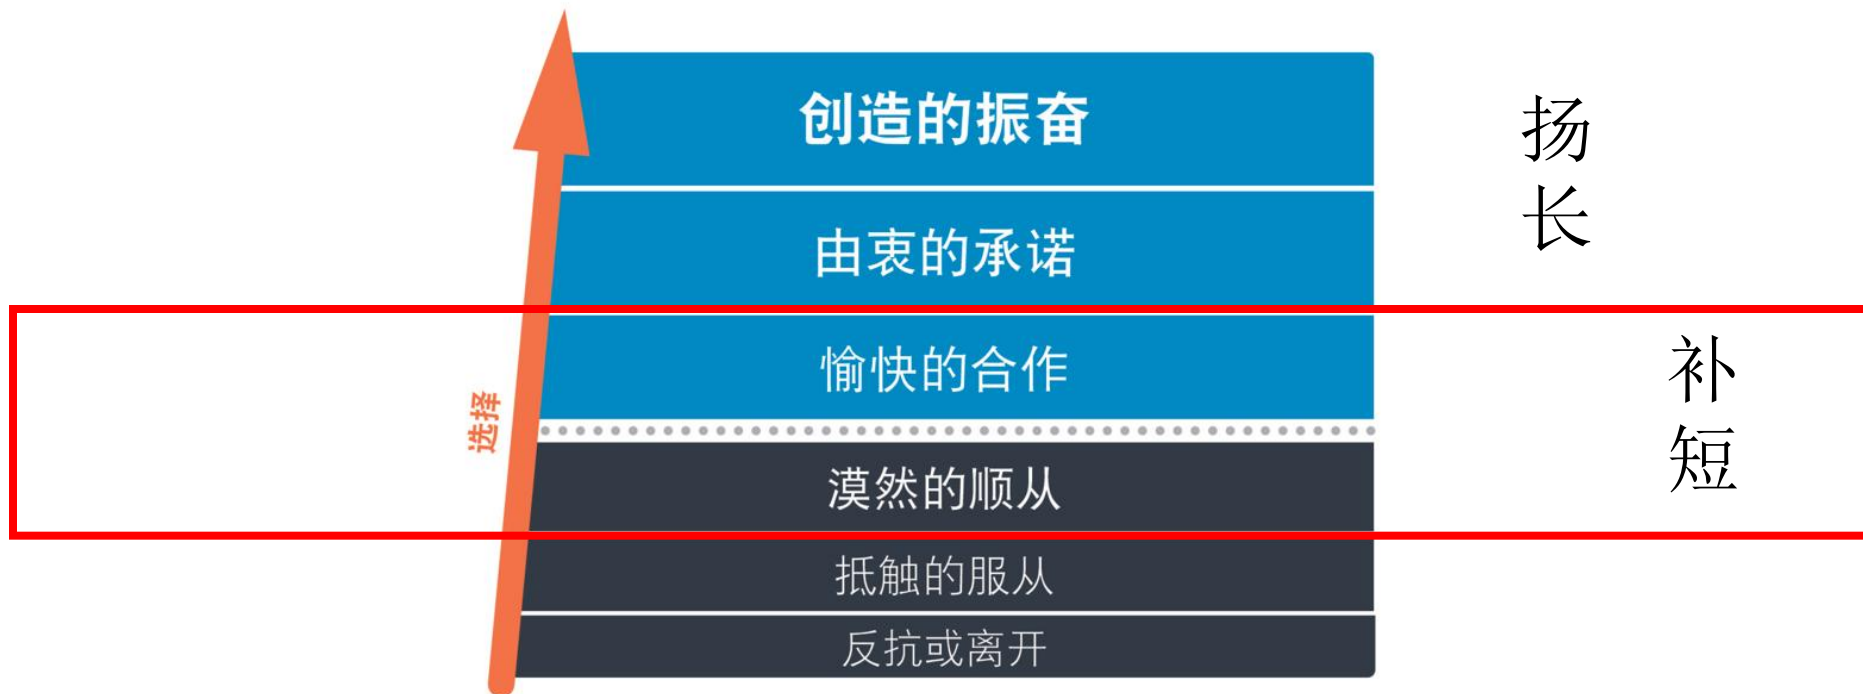 创造的振奋
由衷的承诺
愉快的合作
漠然的顺从
抵触的服从
反抗或离开
选择
扬
长
补
短